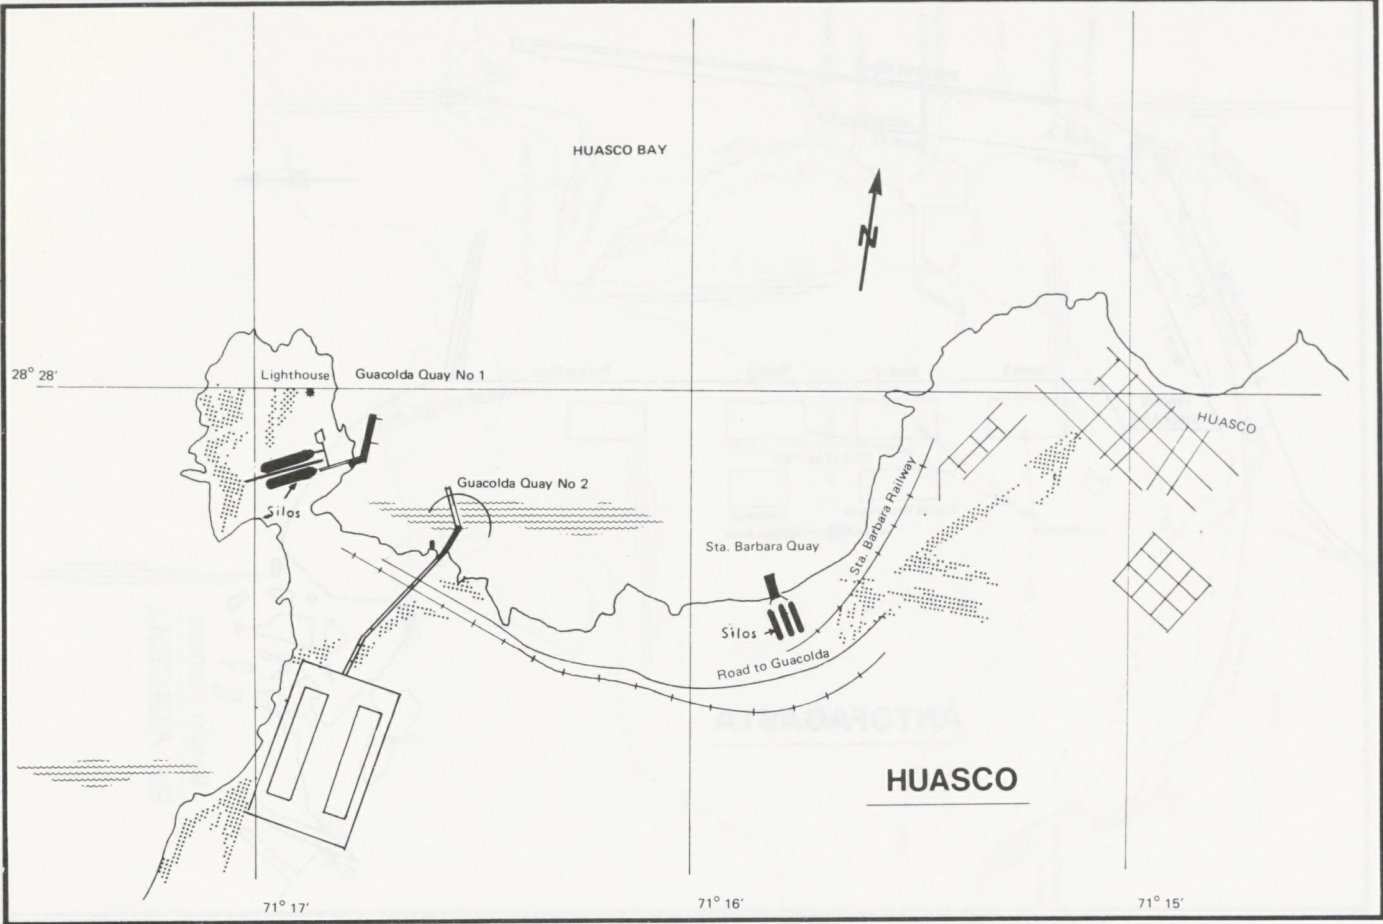 HUASCO BAY
N
28° 28'
Lighthouse
Guacolda Quay No 1
HUASCO
Guacolda Quay No 2
Silos
Sta. Barbara Railway
Sta. Barbara Quay
Silos
Road to Guacolda
ANTOFAGASTA
HUASCO
71° 17'
71° 16'
71° 15'